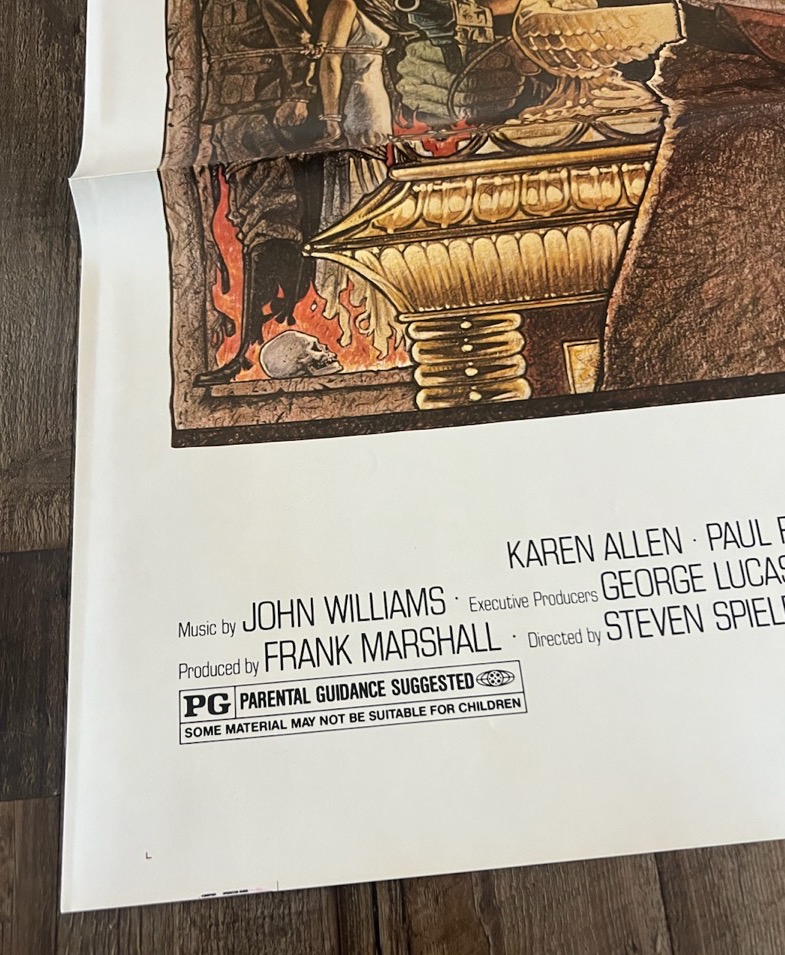 KAREN ALLEN · PAUL
Music by JOHN WILLIAMS · Executive Producers GEORGE LUCAS
Produced by FRANK MARSHALL · Directed by STEVEN SPIEL
PG PARENTAL GUIDANCE SUGGESTED
SOME MATERIAL MAY NOT BE SUITABLE FOR CHILDREN
L